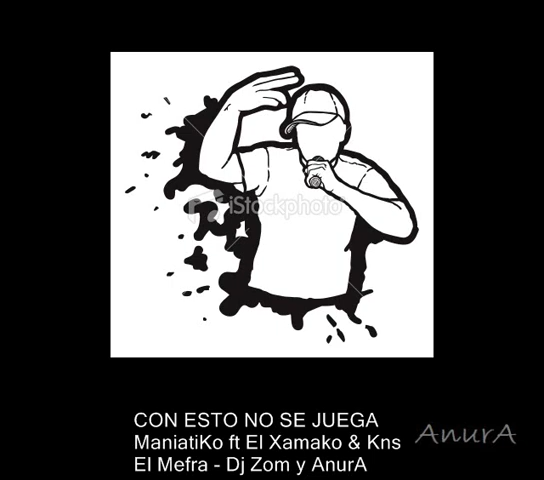 iStockphoto
CON ESTO NO SE JUEGA
ManiatiKo ft El Xamako & Kns
El Mefra - Dj Zom y AnurA
AnurA